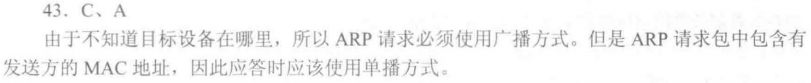 43．C、A
由于不知道目标设备在哪里，所以 ARP 请求必须使用广播方式。但是 ARP 请求包中包含有
发送方的 MAC 地址，因此应答时应该使用单播方式。